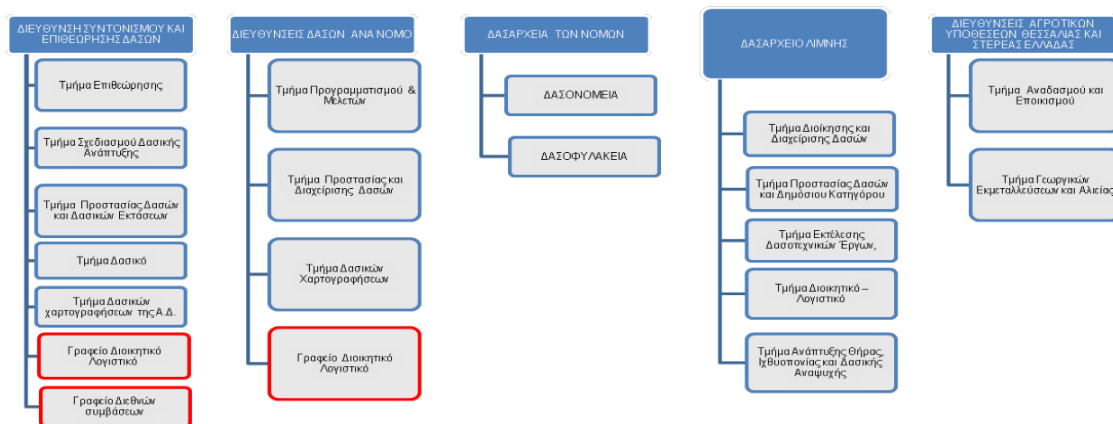 ΔΙΕΥΘΥΝΣΗ ΣΥΝΤΟΝΙΣΜΟΥ ΚΑΙ
ΕΠΙΘΕΩΡΗΣΗΣ ΔΑΣΩΝ
Τμήμα Επιθεώρησης
Τμήμα Σχεδιασμού Δασικής
Ανάπτυξης
Τμήμα Προστασίας Δασών
και Δασικών Εκτάσεων
Τμήμα Δασικό
Τμήμα Δασικών
χαρτογραφήσεων της Α.Δ.
Γραφείο Διοικητικό
Λογιστικό
Γραφείο Διεθνών
συμβάσεων
ΔΙΕΥΘΥΝΣΕΙΣ ΔΑΣΩΝ ΑΝΑ ΝΟΜΟ
Τμήμα Προγραμματισμού &
Μελετών
Τμήμα Προστασίας και
Διαχείρισης Δασών
Τμήμα Δασικών
Χαρτογραφήσεων
Γραφείο Διοικητικό
Λογιστικό
ΔΑΣΑΡΧΕΙΑ ΤΩΝ ΝΟΜΩΝ
ΔΑΣΟΝΟΜΕΙΑ
ΔΑΣΟΦΥΛΑΚΕΙΑ
ΔΑΣΑΡΧΕΙΟ ΛΙΜΝΗΣ
Τμήμα Διοίκησης και
Διαχείρισης Δασών
Τμήμα Προστασίας Δασών
και Δημόσιου Κατηγόρου
Τμήμα Εκτέλεσης
Δασοτεχνικών Έργων,
Τμήμα Διοικητικό –
Λογιστικό
Τμήμα Ανάπτυξης Θήρας,
Ιχθυοπονίας και Δασικής
Αναψυχής
ΔΙΕΥΘΥΝΣΕΙΣ ΑΓΡΟΤΙΚΩΝ
ΥΠΟΘΕΣΕΩΝ ΘΕΣΣΑΛΙΑΣ ΚΑΙ
ΣΤΕΡΕΑΣ ΕΛΛΑΔΑΣ
Τμήμα Αναδασμού και
Εποικισμού
Τμήμα Γεωργικών
Εκμεταλλεύσεων και Αλιείας